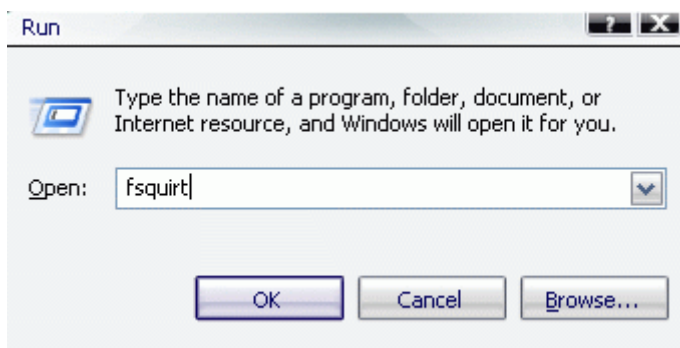 Run
Type the name of a program, folder, document, or
Internet resource, and Windows will open it for you.
Open: fsquirt
OK Cancel Browse...